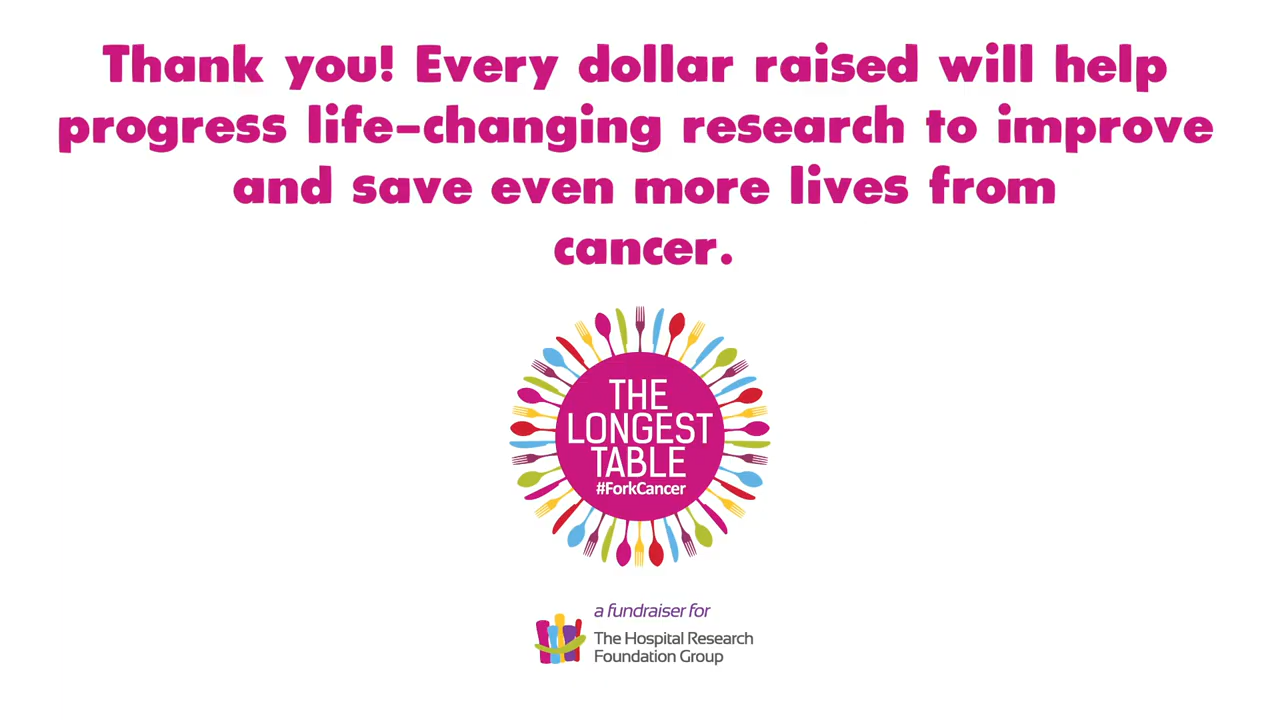 Thank you! Every dollar raised will help
progress life-changing research to improve
and save even more lives from
cancer.
THE
LONGEST
TABLE
#ForkCancer
a fundraiser for
The Hospital Research
Foundation Group